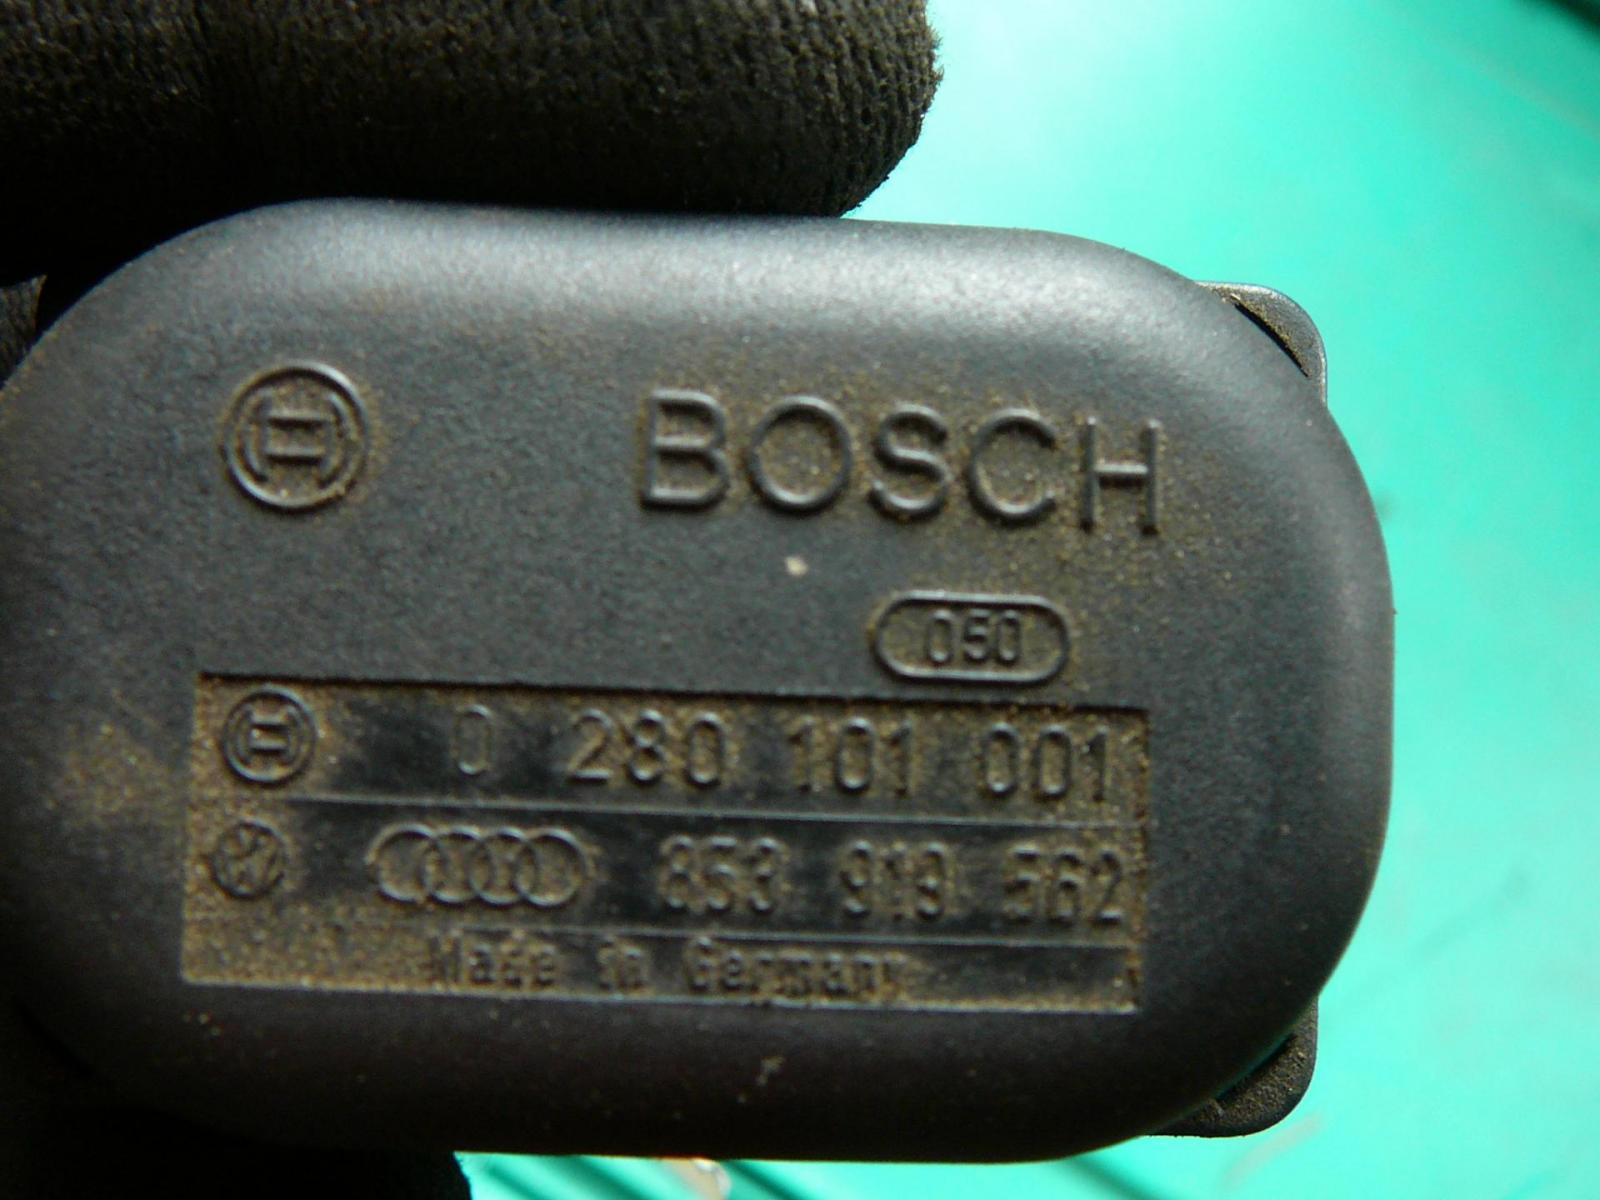 BOSCH
050
0 280 101 001
853 919 562
Made in Germany